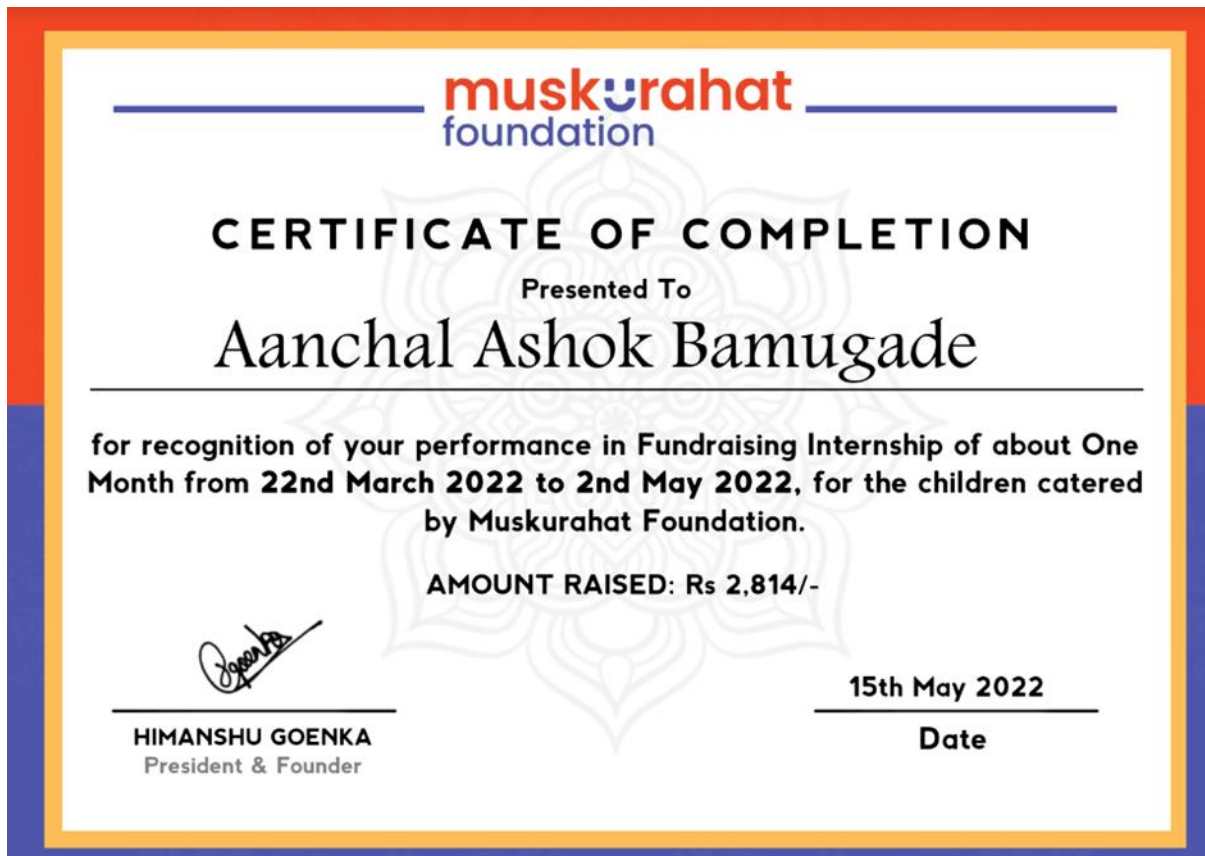 muskurahat
foundation
CERTIFICATE OF COMPLETION
Presented To
Aanchal Ashok Bamugade
for recognition of your performance in Fundraising Internship of about One
Month from 22nd March 2022 to 2nd May 2022, for the children catered
by Muskurahat Foundation.
AMOUNT RAISED: Rs 2,814/-
Goenka
HIMANSHU GOENKA
President & Founder
15th May 2022
Date